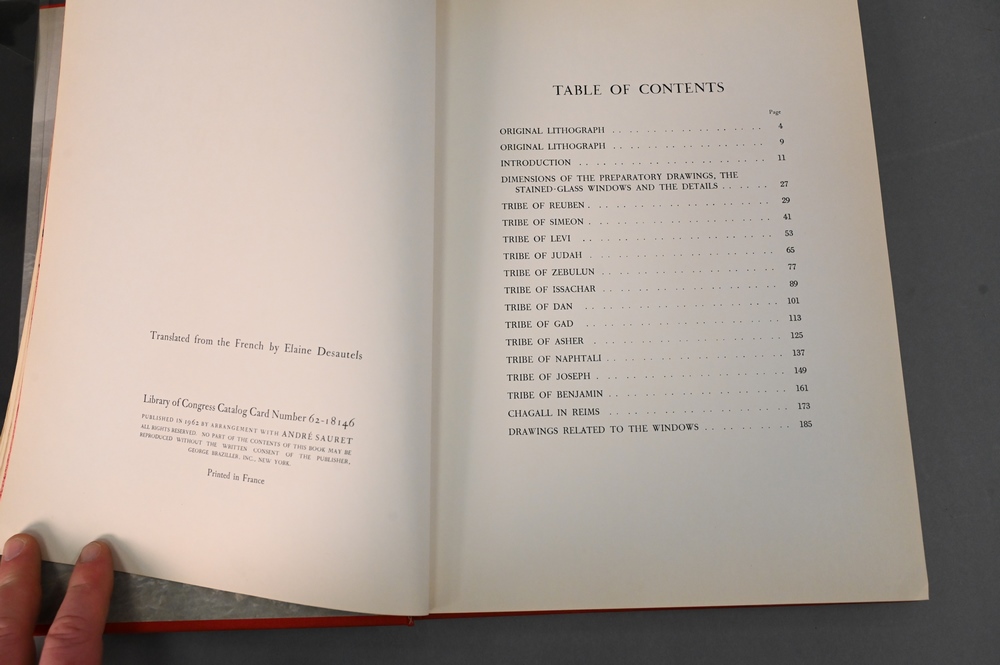 Translated from the French by Elaine Desautels
Library of Congress Catalog Card Number 62-18146
PUBLISHED IN 1962 BY ARRANGEMENT WITH ANDRÉ SAURET
ALL RIGHTS RESERVED. NO PART OF THE CONTENTS OF THIS BOOK MAY BE
REPRODUCED WITHOUT THE WRITTEN CONSENT OF THE PUBLISHER,
GEORGE BRAZILLER, INC., NEW YORK.
Printed in France
TABLE OF CONTENTS
Page
ORIGINAL LITHOGRAPH . . . . . . . . . . . . . . . . . . 4
ORIGINAL LITHOGRAPH . . . . . . . . . . . . . . . . . . 9
INTRODUCTION . . . . . . . . . . . . . . . . . . . . 11
DIMENSIONS OF THE PREPARATORY DRAWINGS, THE
STAINED-GLASS WINDOWS AND THE DETAILS . . . . . 27
TRIBE OF REUBEN . . . . . . . . . . . . . . . . . . . 29
TRIBE OF SIMEON . . . . . . . . . . . . . . . . . . . 41
TRIBE OF LEVI . . . . . . . . . . . . . . . . . . . . 53
TRIBE OF JUDAH . . . . . . . . . . . . . . . . . . . 65
TRIBE OF ZEBULUN . . . . . . . . . . . . . . . . . . 77
TRIBE OF ISSACHAR . . . . . . . . . . . . . . . . . . 89
TRIBE OF DAN . . . . . . . . . . . . . . . . . . . . 101
TRIBE OF GAD . . . . . . . . . . . . . . . . . . . . 113
TRIBE OF ASHER . . . . . . . . . . . . . . . . . . . 125
TRIBE OF NAPHTALI . . . . . . . . . . . . . . . . . . 137
TRIBE OF JOSEPH . . . . . . . . . . . . . . . . . . . 149
TRIBE OF BENJAMIN . . . . . . . . . . . . . . . . . . 161
CHAGALL IN REIMS . . . . . . . . . . . . . . . . . . 173
DRAWINGS RELATED TO THE WINDOWS . . . . . . . . . . 185